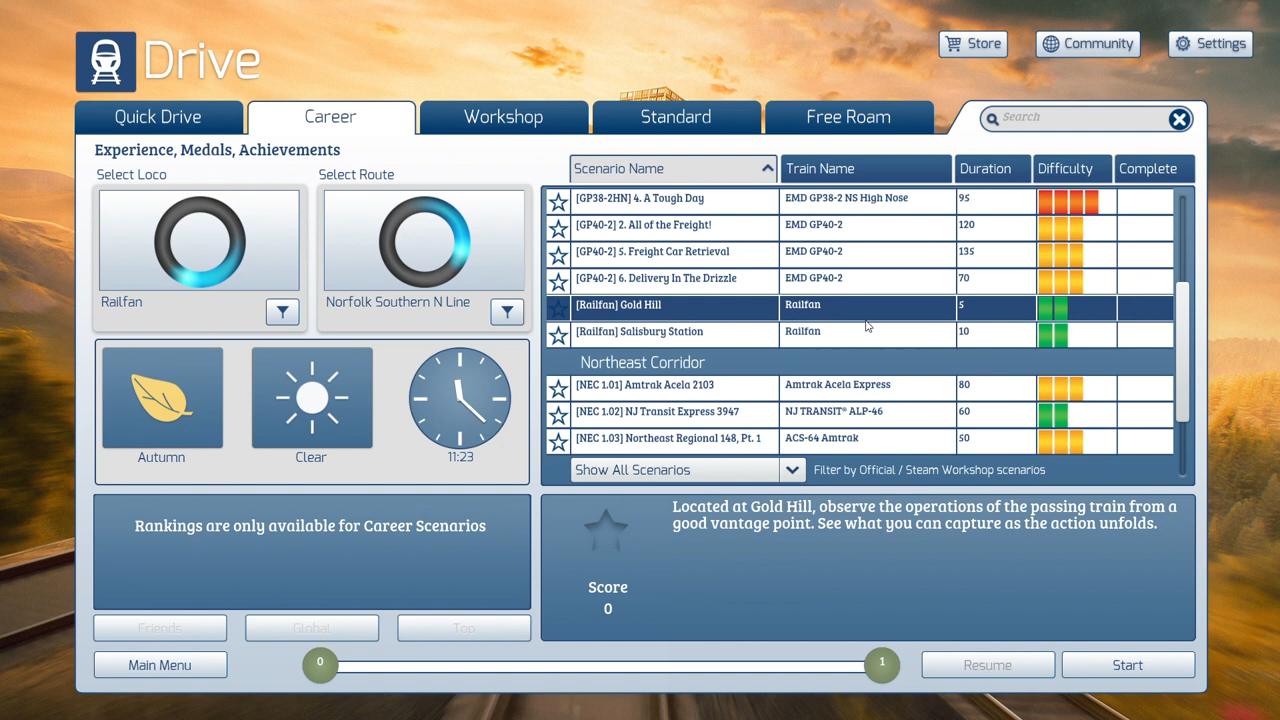 Drive
Store
Community
Settings
Quick Drive
Career
Workshop
Standard
Free Roam
Search
Experience, Medals, Achievements
Select Loco
Select Route
Railfan
Norfolk Southern N Line
Autumn
Clear
11:23
Scenario Name
Train Name
Duration
Difficulty
Complete
[GP38-2HN] 4. A Tough Day
EMD GP38-2 NS High Nose
95
[GP40-2] 2. All of the Freight!
EMD GP40-2
120
[GP40-2] 5. Freight Car Retrieval
EMD GP40-2
135
[GP40-2] 6. Delivery In The Drizzle
EMD GP40-2
70
[Railfan] Gold Hill
Railfan
5
[Railfan] Salisbury Station
Railfan
10
Northeast Corridor
[NEC 1.01] Amtrak Acela 2103
Amtrak Acela Express
80
[NEC 1.02] NJ Transit Express 3947
NJ TRANSIT® ALP-46
60
[NEC 1.03] Northeast Regional 148, Pt. 1
ACS-64 Amtrak
50
Show All Scenarios
Filter by Official / Steam Workshop scenarios
Rankings are only available for Career Scenarios
Friends
Global
Top
Score
0
Located at Gold Hill, observe the operations of the passing train from a
good vantage point. See what you can capture as the action unfolds.
Main Menu
0
1
Resume
Start